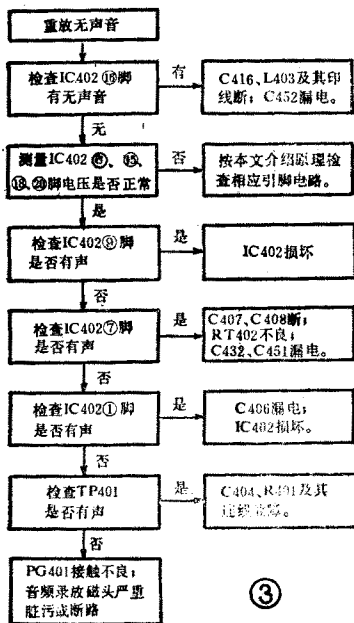 重放无声音
检查IC402⑯脚
有无声音
有
C416、L403及其印
线断；C452漏电。
无
测量IC402 、⑮、
⑱、⑳脚电压是否正常
否
按本文介绍原理检
查相应引脚电路。
是
检查IC402⑨脚
是否有声
是
IC402损坏
否
检查IC402⑦脚
是否有声
是
C407、C408断；
RT402不良；
C432、C451漏电。
否
检查IC402①脚
是否有声
是
C406漏电；
IC402损坏。
否
检查TP401
是否有声
是
C404、R401及其
否
PG401接触不良；
音频录放磁头严重
脏污或断路
③